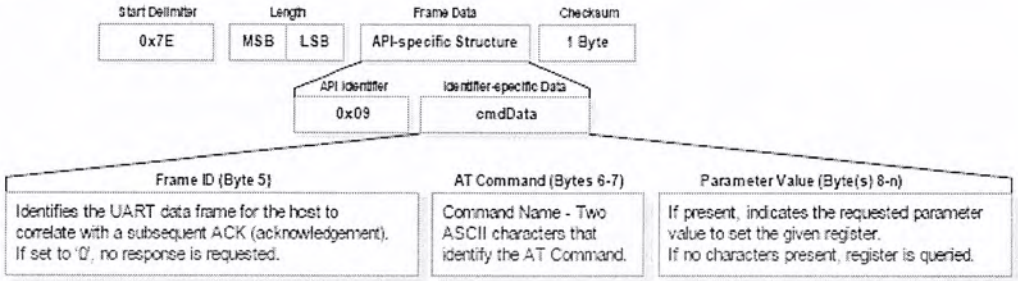 Start Delimiter Length Frame Data Checksum
0x7E MSB LSB API-specific Structure 1 Byte
API Identifier Identifier-specific Data
0x09 cmdData
Frame ID (Byte 5) AT Command (Bytes 6-7) Parameter Value (Byte(s) 8-n)
Identifies the UART data frame for the host to
correlate with a subsequent ACK (acknowledgement).
If set to '0', no response is requested.
Command Name - Two
ASCII characters that
identify the AT Command.
If present, indicates the requested parameter
value to set the given register.
If no characters present, register is queried.